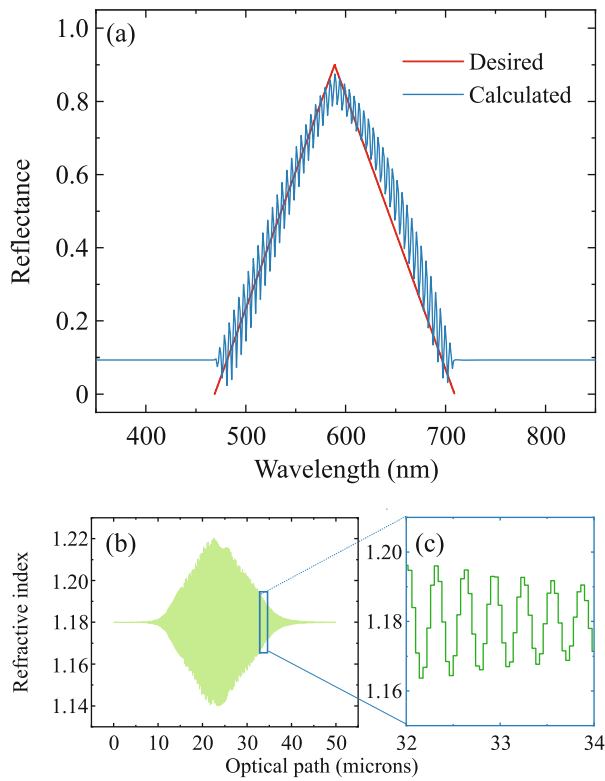 (a)
1.0
0.8
0.6
0.4
0.2
0
Reflectance
Desired
Calculated
400 500 600 700 800
Wavelength (nm)
(b)
1.22
1.20
1.18
1.16
1.14
Refractive index
0 10 20 30 40 50
(c)
1.20
1.18
1.16
32 33 34
Optical path (microns)